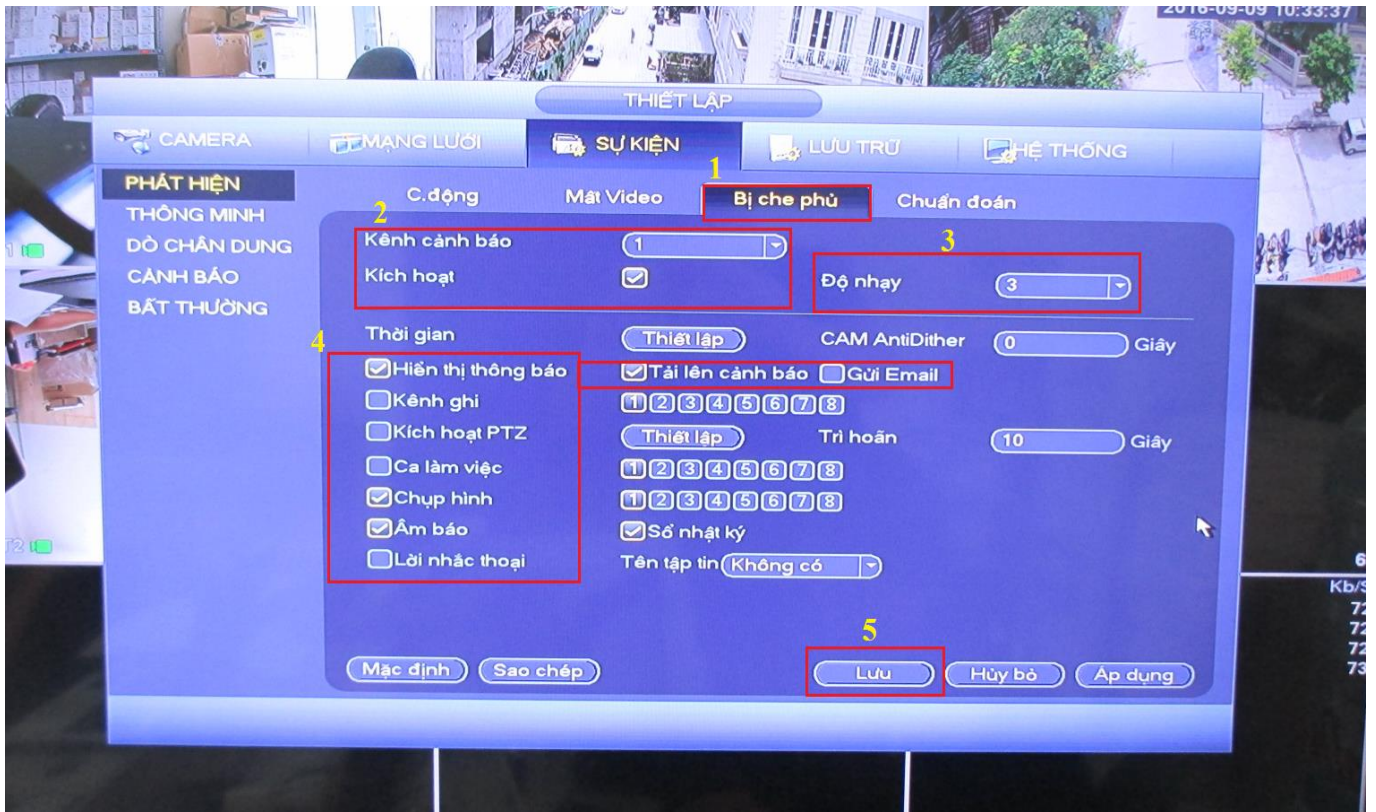 2016-09-09 10:33:37
THIẾT LẬP
CAMERA MẠNG LƯỚI SỰ KIỆN LƯU TRỮ HỆ THỐNG
1
PHÁT HIỆN
THÔNG MINH
DÒ CHÂN DUNG
CẢNH BÁO
BẤT THƯỜNG
C.động Mất Video Bị che phủ Chuẩn đoán
2
3
Kênh cảnh báo 1
Kích hoạt Độ nhạy 3
4
Thời gian Thiết lập CAM AntiDither 0 Giây
Hiển thị thông báo Tải lên cảnh báo Gửi Email
Kênh ghi 1 2 3 4 5 6 7 8
Kích hoạt PTZ Thiết lập Trì hoãn 10 Giây
Ca làm việc 1 2 3 4 5 6 7 8
Chụp hình 1 2 3 4 5 6 7 8
Âm báo Sổ nhật ký
Lời nhắc thoại Tên tập tin Không có
5
Mặc định Sao chép Lưu Hủy bỏ Áp dụng
Kb/S
72
72
72
73